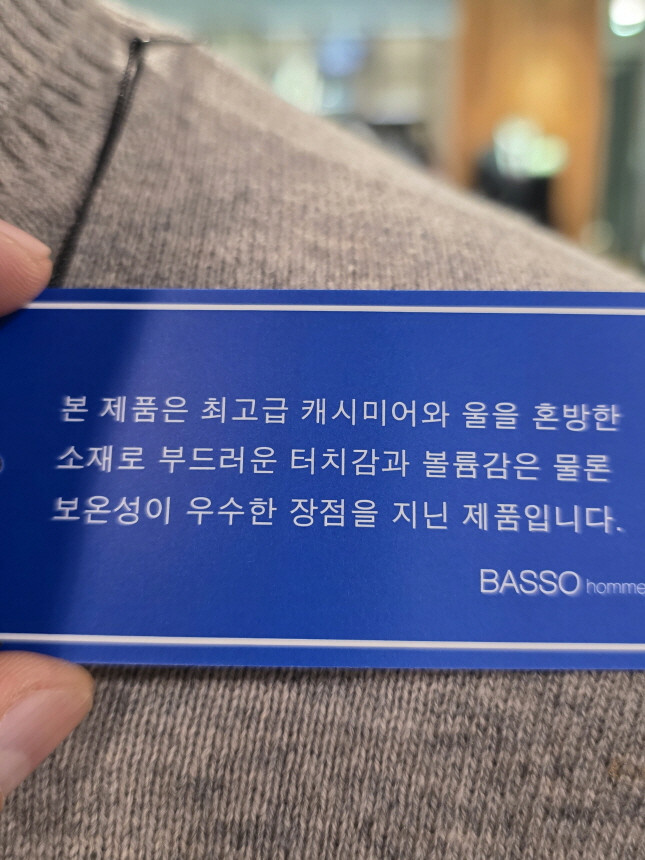 본 제품은 최고급 캐시미어와 울을 혼방한
소재로 부드러운 터치감과 볼륨감은 물론
보온성이 우수한 장점을 지닌 제품입니다.
BASSO homme